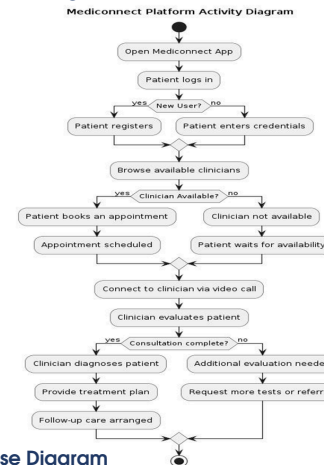 Mediconnect Platform Activity Diagram
Open Mediconnect App
Patient logs in
yes New User? no
Patient registers Patient enters credentials
Browse available clinicians
yes Clinician Available? no
Patient books an appointment Clinician not available
Appointment scheduled Patient waits for availability
Connect to clinician via video call
Clinician evaluates patient
yes Consultation complete? no
Clinician diagnoses patient Additional evaluation neede
Provide treatment plan Request more tests or referr
Follow-up care arranged
se Diagram